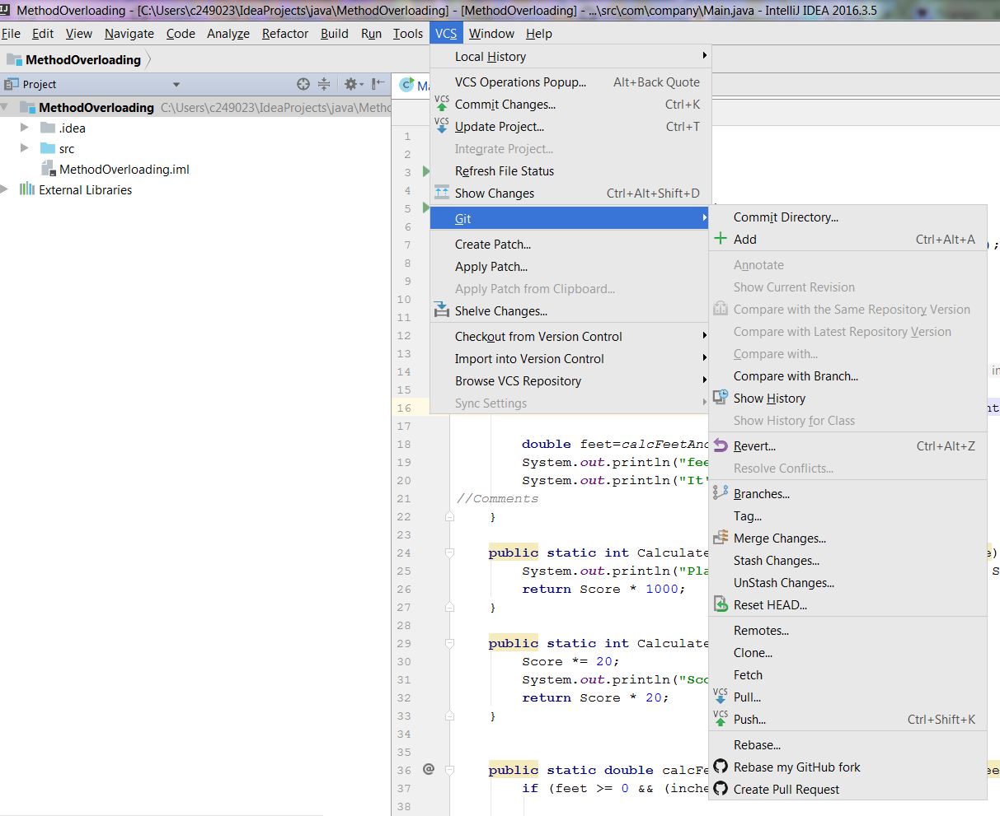 MethodOverloading - [C:\Users\c249023\IdeaProjects\java\MethodOverloading] - [MethodOverloading] - ...\src\com\company\Main.java - IntelliJ IDEA 2016.3.5
File Edit View Navigate Code Analyze Refactor Build Run Tools VCS Window Help
MethodOverloading
Project
MethodOverloading C:\Users\c249023\IdeaProjects\java\Metho
.idea
src
MethodOverloading.iml
External Libraries
C Ma
Local History
VCS Operations Popup... Alt+Back Quote
VCS Commit Changes... Ctrl+K
VCS Update Project... Ctrl+T
Integrate Project...
Refresh File Status
Show Changes Ctrl+Alt+Shift+D
Git
Create Patch...
Apply Patch...
Apply Patch from Clipboard...
Shelve Changes...
Checkout from Version Control
Import into Version Control
Browse VCS Repository
Sync Settings
Commit Directory...
Add Ctrl+Alt+A
Annotate
Show Current Revision
Compare with the Same Repository Version
Compare with Latest Repository Version
Compare with...
Compare with Branch...
Show History
Show History for Class
Revert... Ctrl+Alt+Z
Resolve Conflicts...
Branches...
Tag...
Merge Changes...
Stash Changes...
UnStash Changes...
Reset HEAD...
Remotes...
Clone...
Fetch
VCS Pull...
VCS Push... Ctrl+Shift+K
Rebase...
Rebase my GitHub fork
Create Pull Request
1
2
3
4
5
6
7 );
8
9
10
11
12
13
14 in
15
16 nt
17
18 double feet=calcFeetAnd
19 System.out.println("fee
20 System.out.println("It'
21 //Comments
22 }
23
24 public static int Calculate e)
25 System.out.println("Pla S
26 return Score * 1000;
27 }
28
29 public static int Calculate
30 Score *= 20;
31 System.out.println("Sco
32 return Score * 20;
33 }
34
35
36 @ public static double calcFe ee
37 if (feet >= 0 && (inche
38